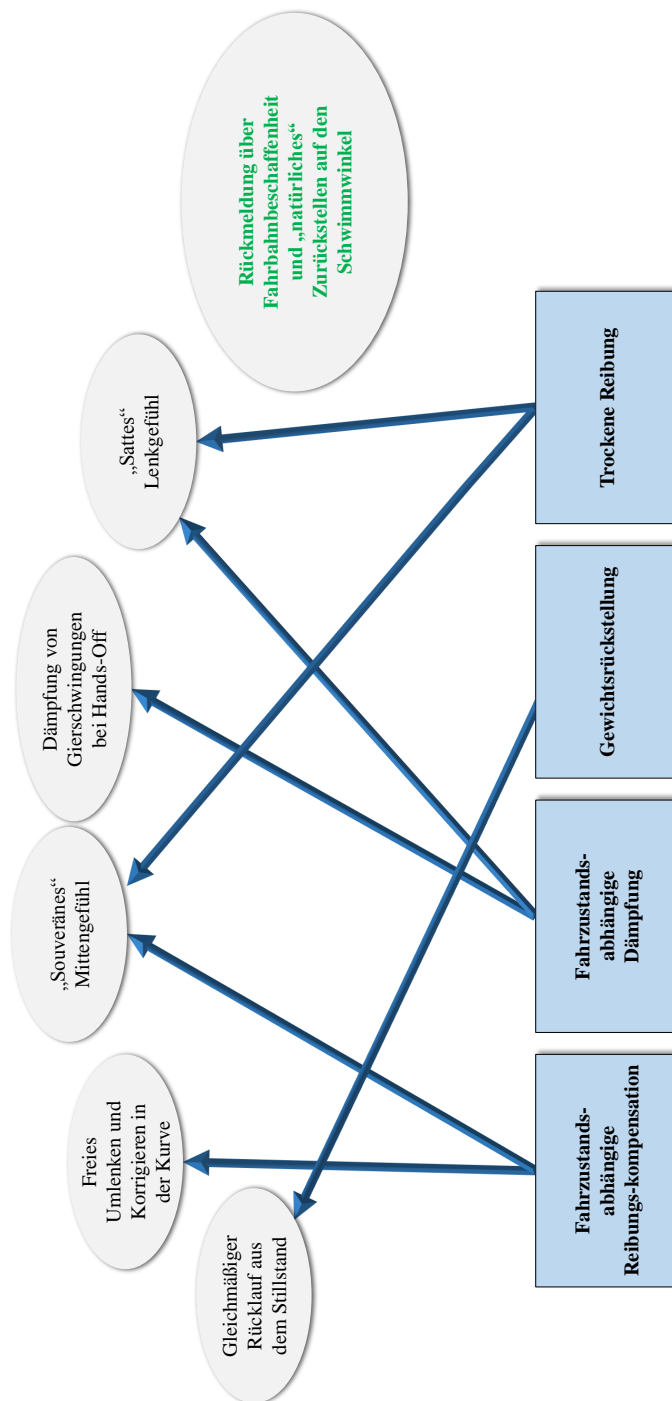 Gleichmäßiger
Rücklauf aus
dem Stillstand
Freies
Umlenken und
Korrigieren in
der Kurve
„Souveränes“
Mittengefühl
Dämpfung von
Gierschwingungen
bei Hands-Off
„Sattes“
Lenkgefühl
Rückmeldung über
Fahrbahnbeschaffenheit
und „natürliches“
Zurückstellen auf den
Schwimmwinkel
Fahrzustands-
abhängige
Reibungs-kompensation
Fahrzustands-
abhängige
Dämpfung
Gewichtsrückstellung
Trockene Reibung